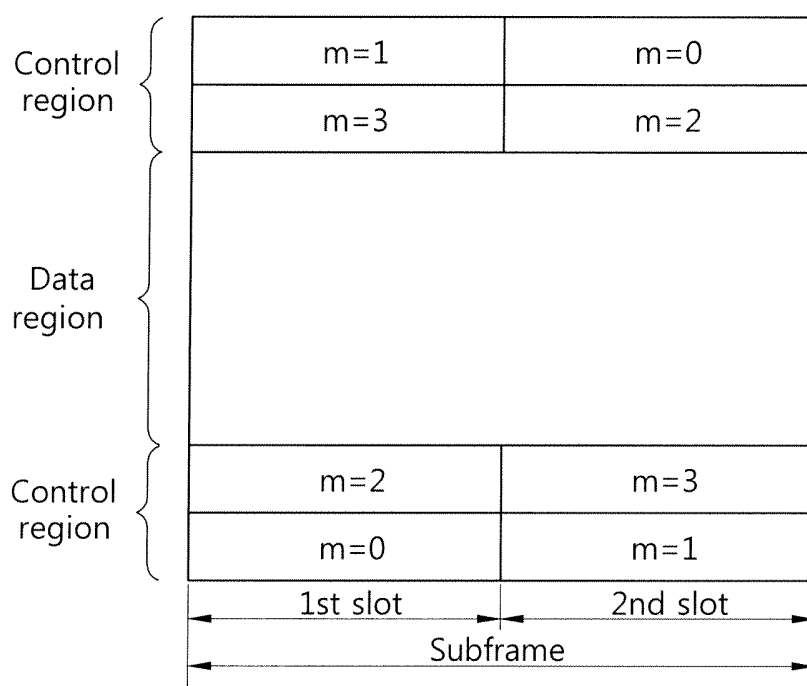 Control
region
m=1
m=0
m=3
m=2
Data
region
Control
region
m=2
m=3
m=0
m=1
1st slot
2nd slot
Subframe